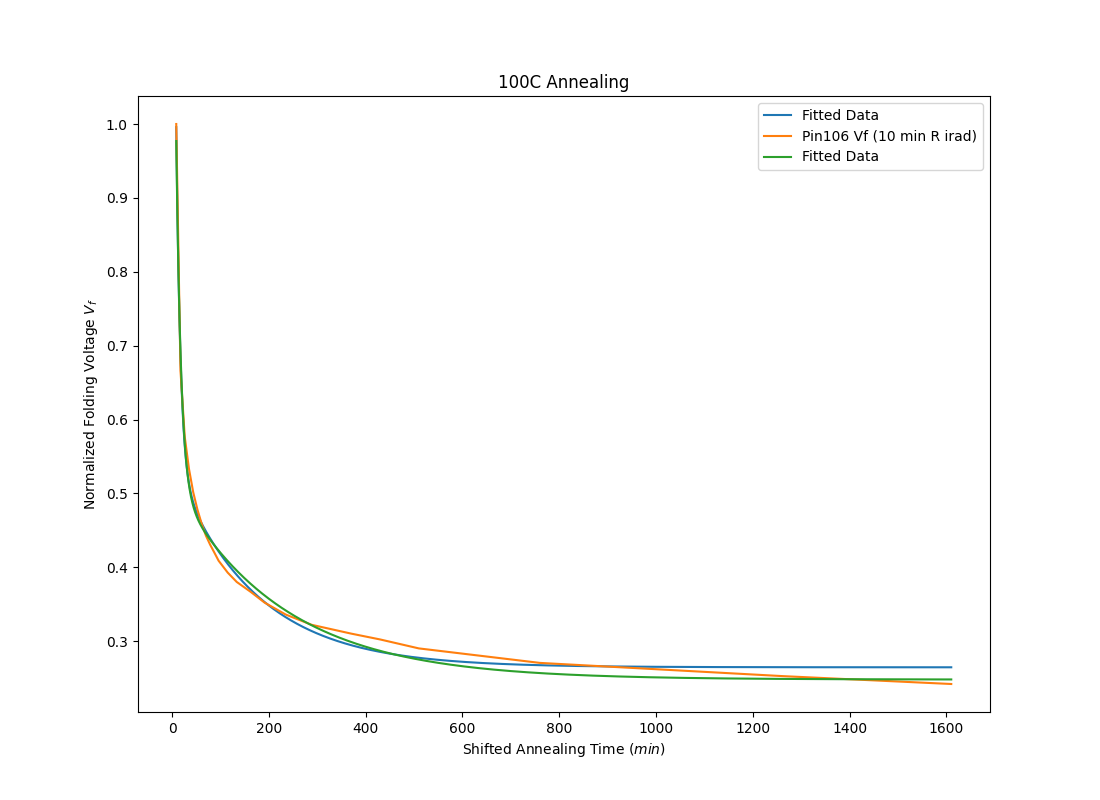 100C Annealing
Fitted Data
Pin106 Vf (10 min R irad)
Fitted Data
1.0
0.9
0.8
0.7
0.6
0.5
0.4
0.3
Normalized Folding Voltage V_f
0 200 400 600 800 1000 1200 1400 1600
Shifted Annealing Time (min)